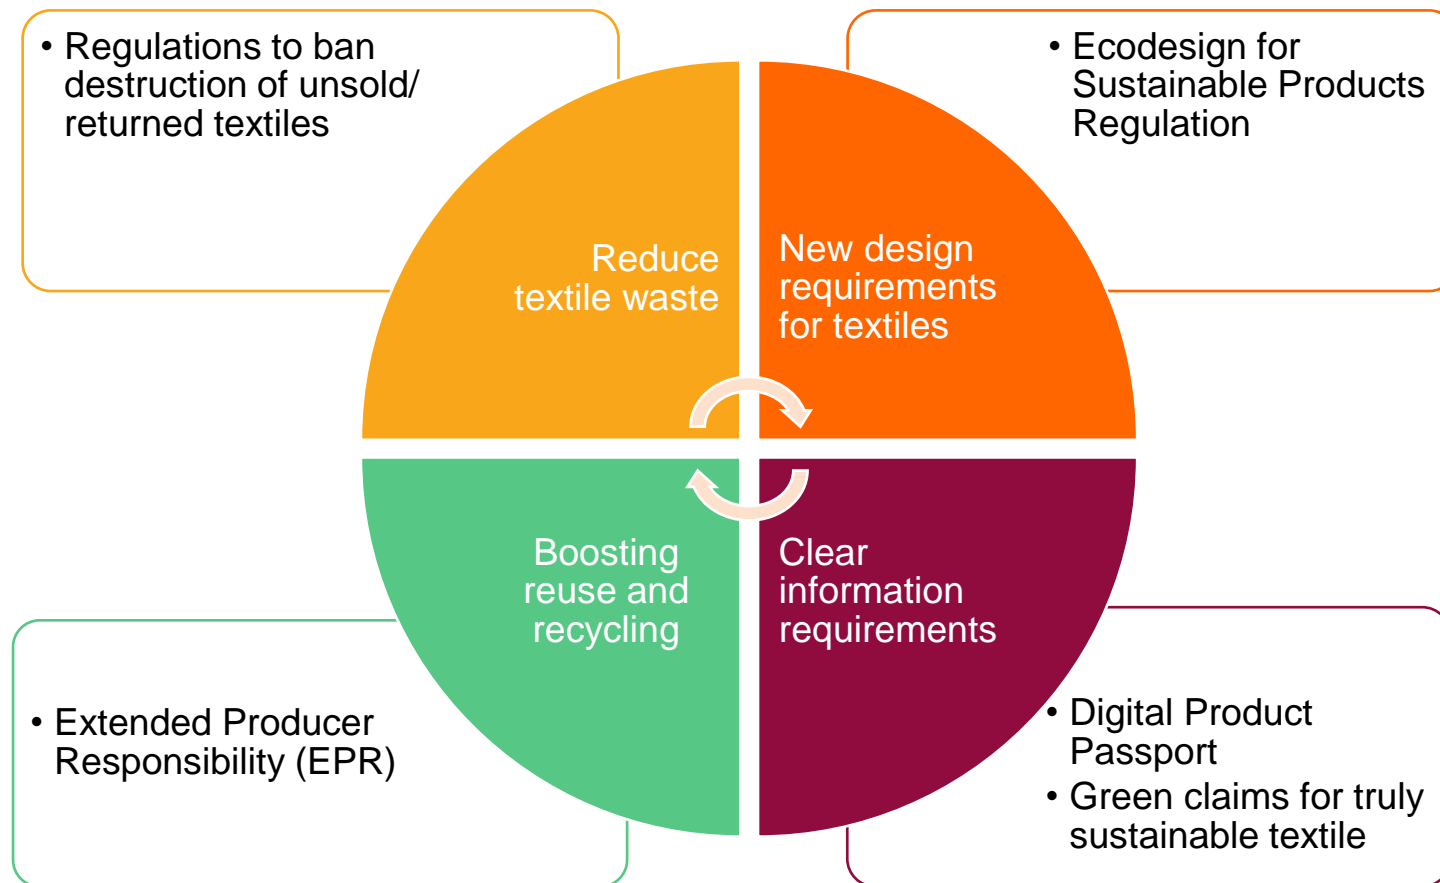 • Regulations to ban
destruction of unsold/
returned textiles
• Ecodesign for
Sustainable Products
Regulation
Reduce
textile waste
New design
requirements
for textiles
Boosting
reuse and
recycling
Clear
information
requirements
• Extended Producer
Responsibility (EPR)
• Digital Product
Passport
• Green claims for truly
sustainable textile